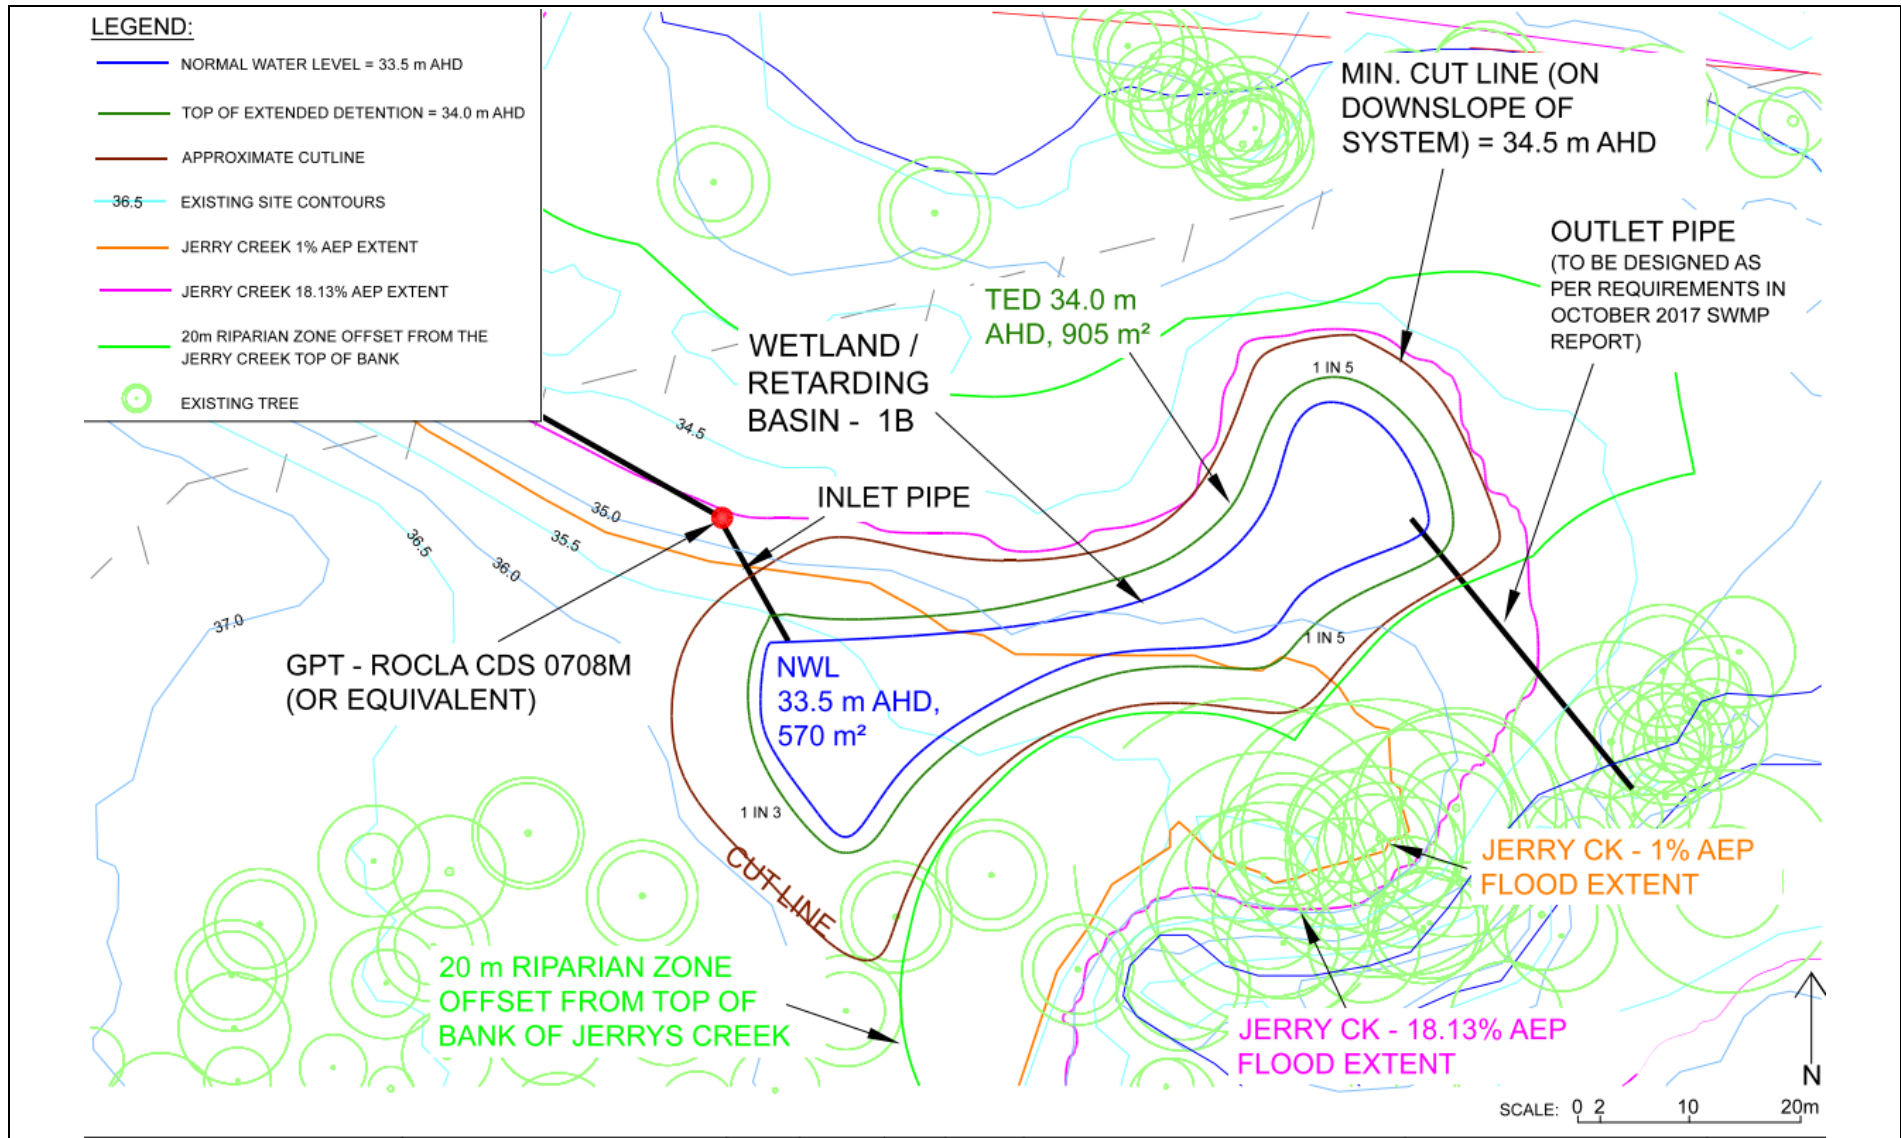 LEGEND:
NORMAL WATER LEVEL = 33.5 m AHD
TOP OF EXTENDED DETENTION = 34.0 m AHD
APPROXIMATE CUTLINE
36.5 EXISTING SITE CONTOURS
JERRY CREEK 1% AEP EXTENT
JERRY CREEK 18.13% AEP EXTENT
20m RIPARIAN ZONE OFFSET FROM THE
JERRY CREEK TOP OF BANK
EXISTING TREE
MIN. CUT LINE (ON
DOWNSLOPE OF
SYSTEM) = 34.5 m AHD
OUTLET PIPE
(TO BE DESIGNED AS
PER REQUIREMENTS IN
OCTOBER 2017 SWMP
REPORT)
TED 34.0 m
AHD, 905 m²
WETLAND /
RETARDING
BASIN - 1B
1 IN 5
34.5
INLET PIPE
35.0
35.5
36.5
36.0
37.0
GPT - ROCLA CDS 0708M
(OR EQUIVALENT)
NWL
33.5 m AHD,
570 m²
1 IN 5
1 IN 3
CUT LINE
JERRY CK - 1% AEP
FLOOD EXTENT
20 m RIPARIAN ZONE
OFFSET FROM TOP OF
BANK OF JERRYS CREEK
JERRY CK - 18.13% AEP
FLOOD EXTENT
N
SCALE: 0 2 10 20m